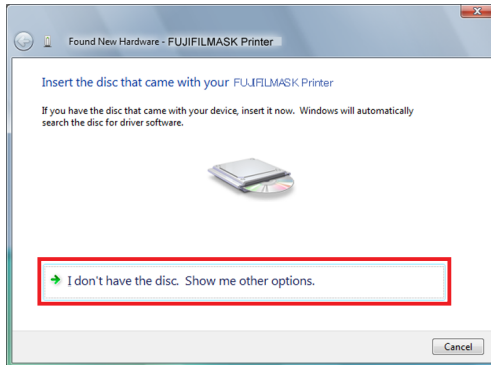 Found New Hardware - FUJIFILMASK Printer
Insert the disc that came with your FUJIFILMASK Printer
If you have the disc that came with your device, insert it now.  Windows will automatically
search the disc for driver software.
I don't have the disc.  Show me other options.
Cancel